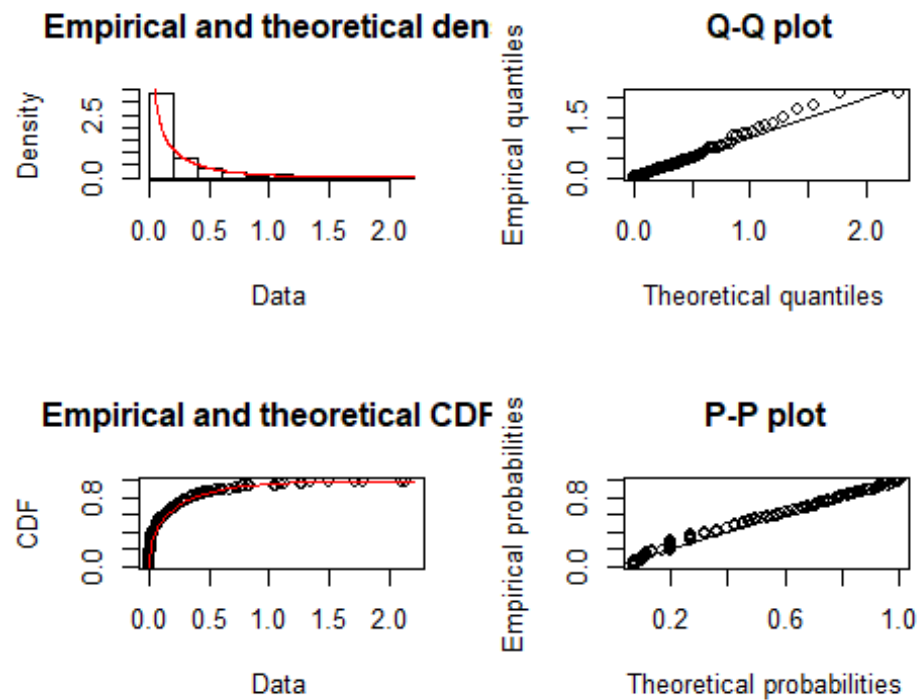 Empirical and theoretical den
Density
0.0 2.5
0.0 0.5 1.0 1.5 2.0
Data
Q-Q plot
Empirical quantiles
0.0 1.5
0.0 1.0 2.0
Theoretical quantiles
Empirical and theoretical CDF
CDF
0.0 0.8
0.0 0.5 1.0 1.5 2.0
Data
P-P plot
Empirical probabilities
0.0 0.8
0.2 0.6 1.0
Theoretical probabilities